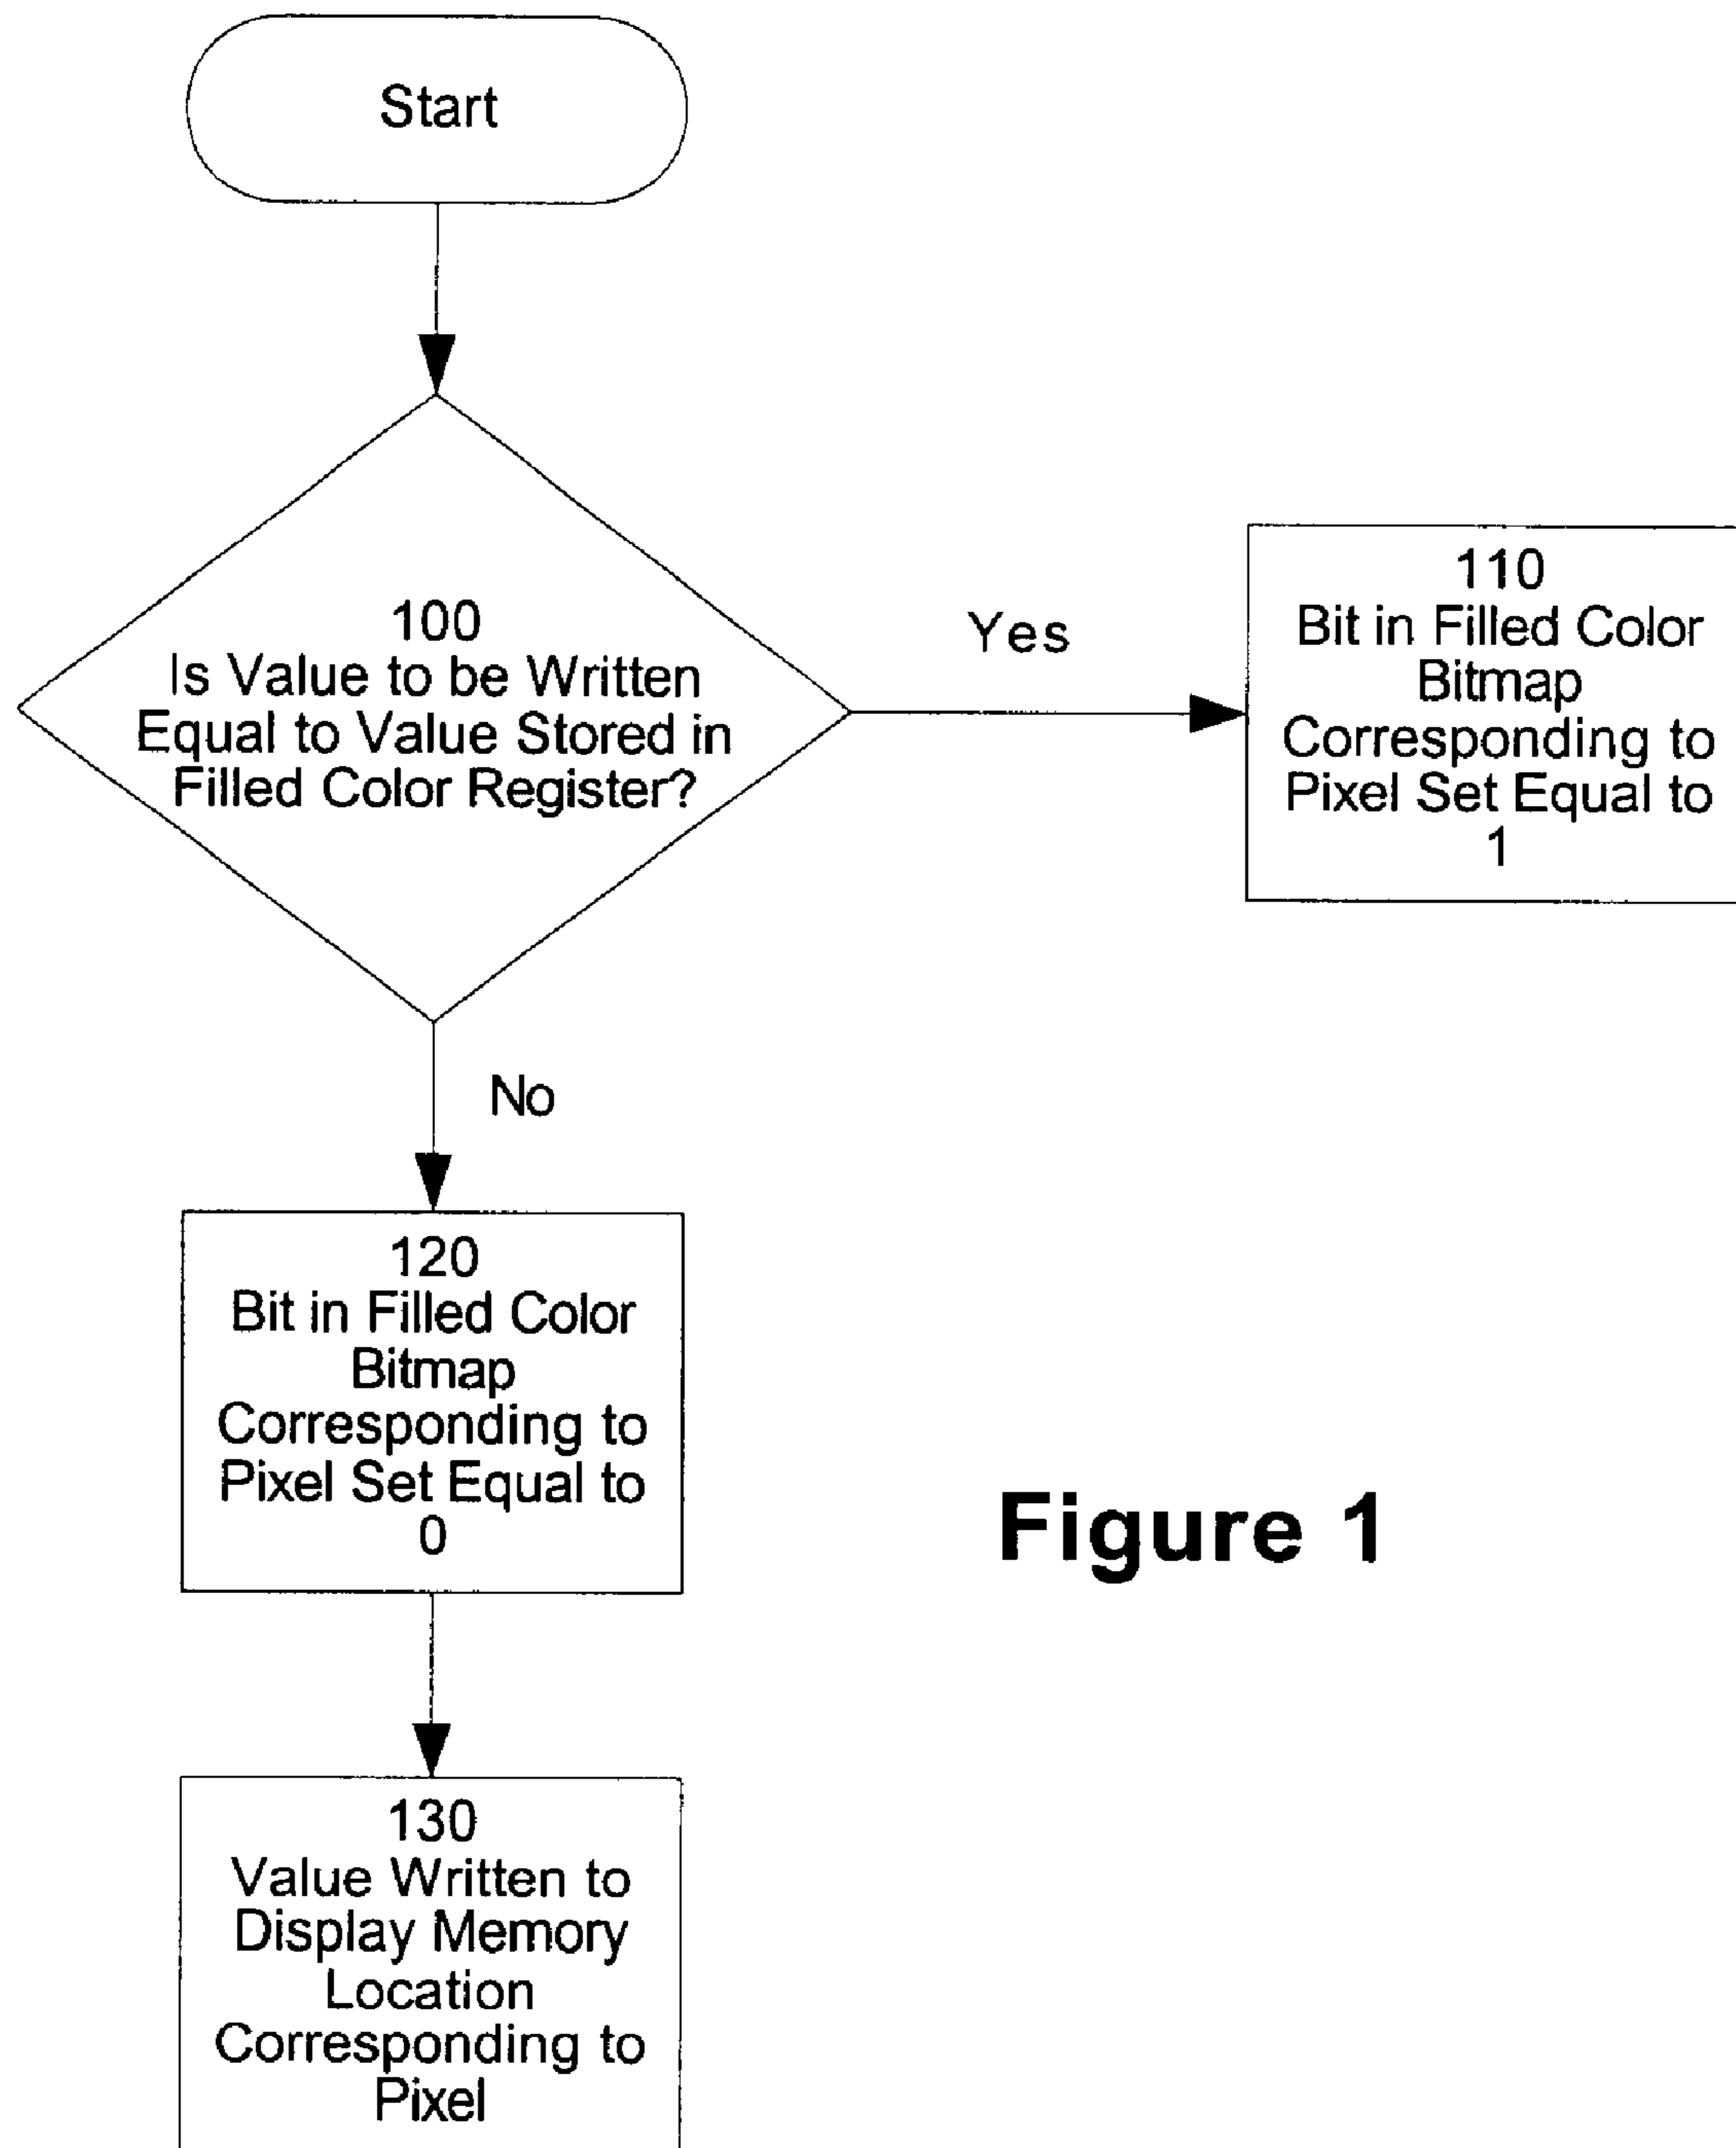 Start
100
Is Value to be Written
Equal to Value Stored in
Filled Color Register?
Yes
110
Bit in Filled Color
Bitmap
Corresponding to
Pixel Set Equal to
1
No
120
Bit in Filled Color
Bitmap
Corresponding to
Pixel Set Equal to
0
Figure 1
130
Value Written to
Display Memory
Location
Corresponding to
Pixel